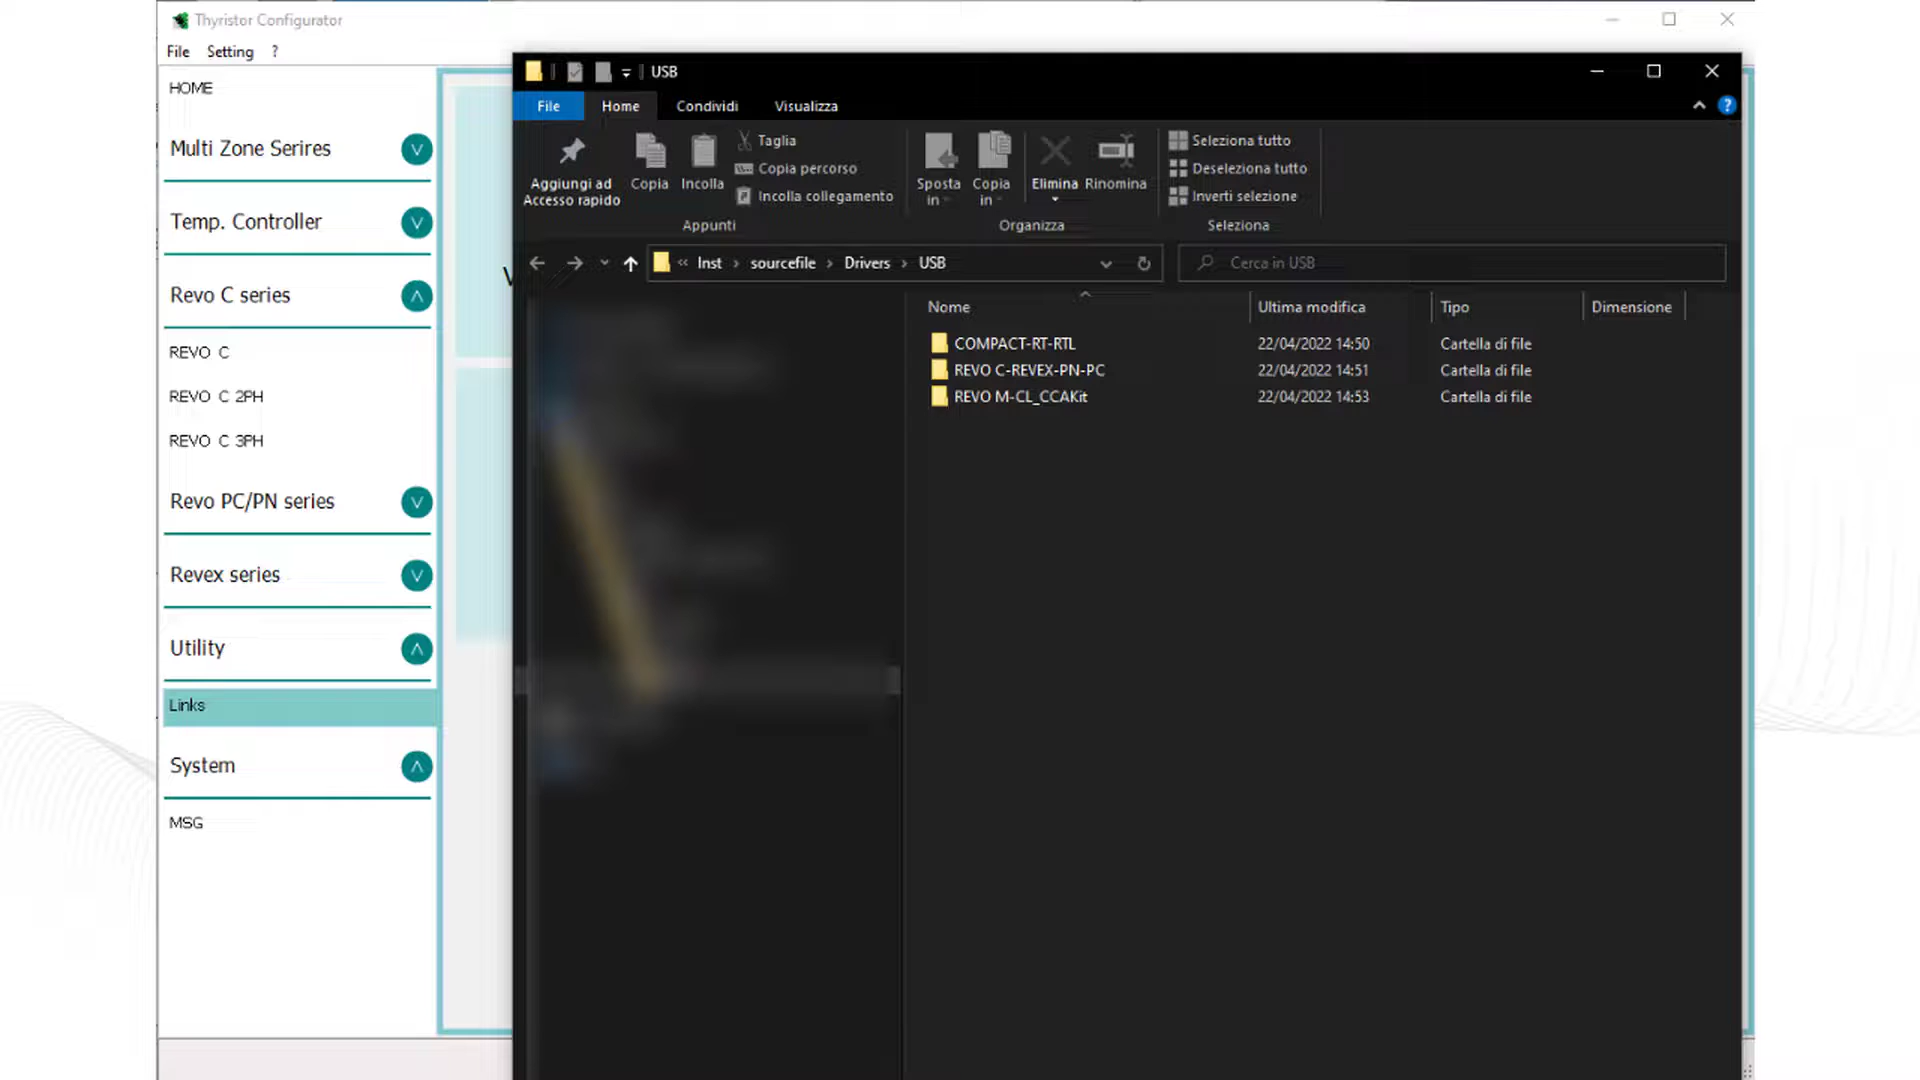 Thyristor Configurator
File Setting ?
HOME
Multi Zone Serires
Temp. Controller
Revo C series
REVO C
REVO C 2PH
REVO C 3PH
Revo PC/PN series
Revex series
Utility
Links
System
MSG
USB
File Home Condividi Visualizza
Aggiungi ad
Accesso rapido
Copia
Incolla
Taglia
Copia percorso
Incolla collegamento
Appunti
Sposta
in
Copia
in
Elimina
Rinomina
Organizza
Seleziona tutto
Deseleziona tutto
Inverti selezione
Seleziona
« Inst › sourcefile › Drivers › USB
Cerca in USB
Nome Ultima modifica Tipo Dimensione
COMPACT-RT-RTL 22/04/2022 14:50 Cartella di file
REVO C-REVEX-PN-PC 22/04/2022 14:51 Cartella di file
REVO M-CL_CCAKit 22/04/2022 14:53 Cartella di file